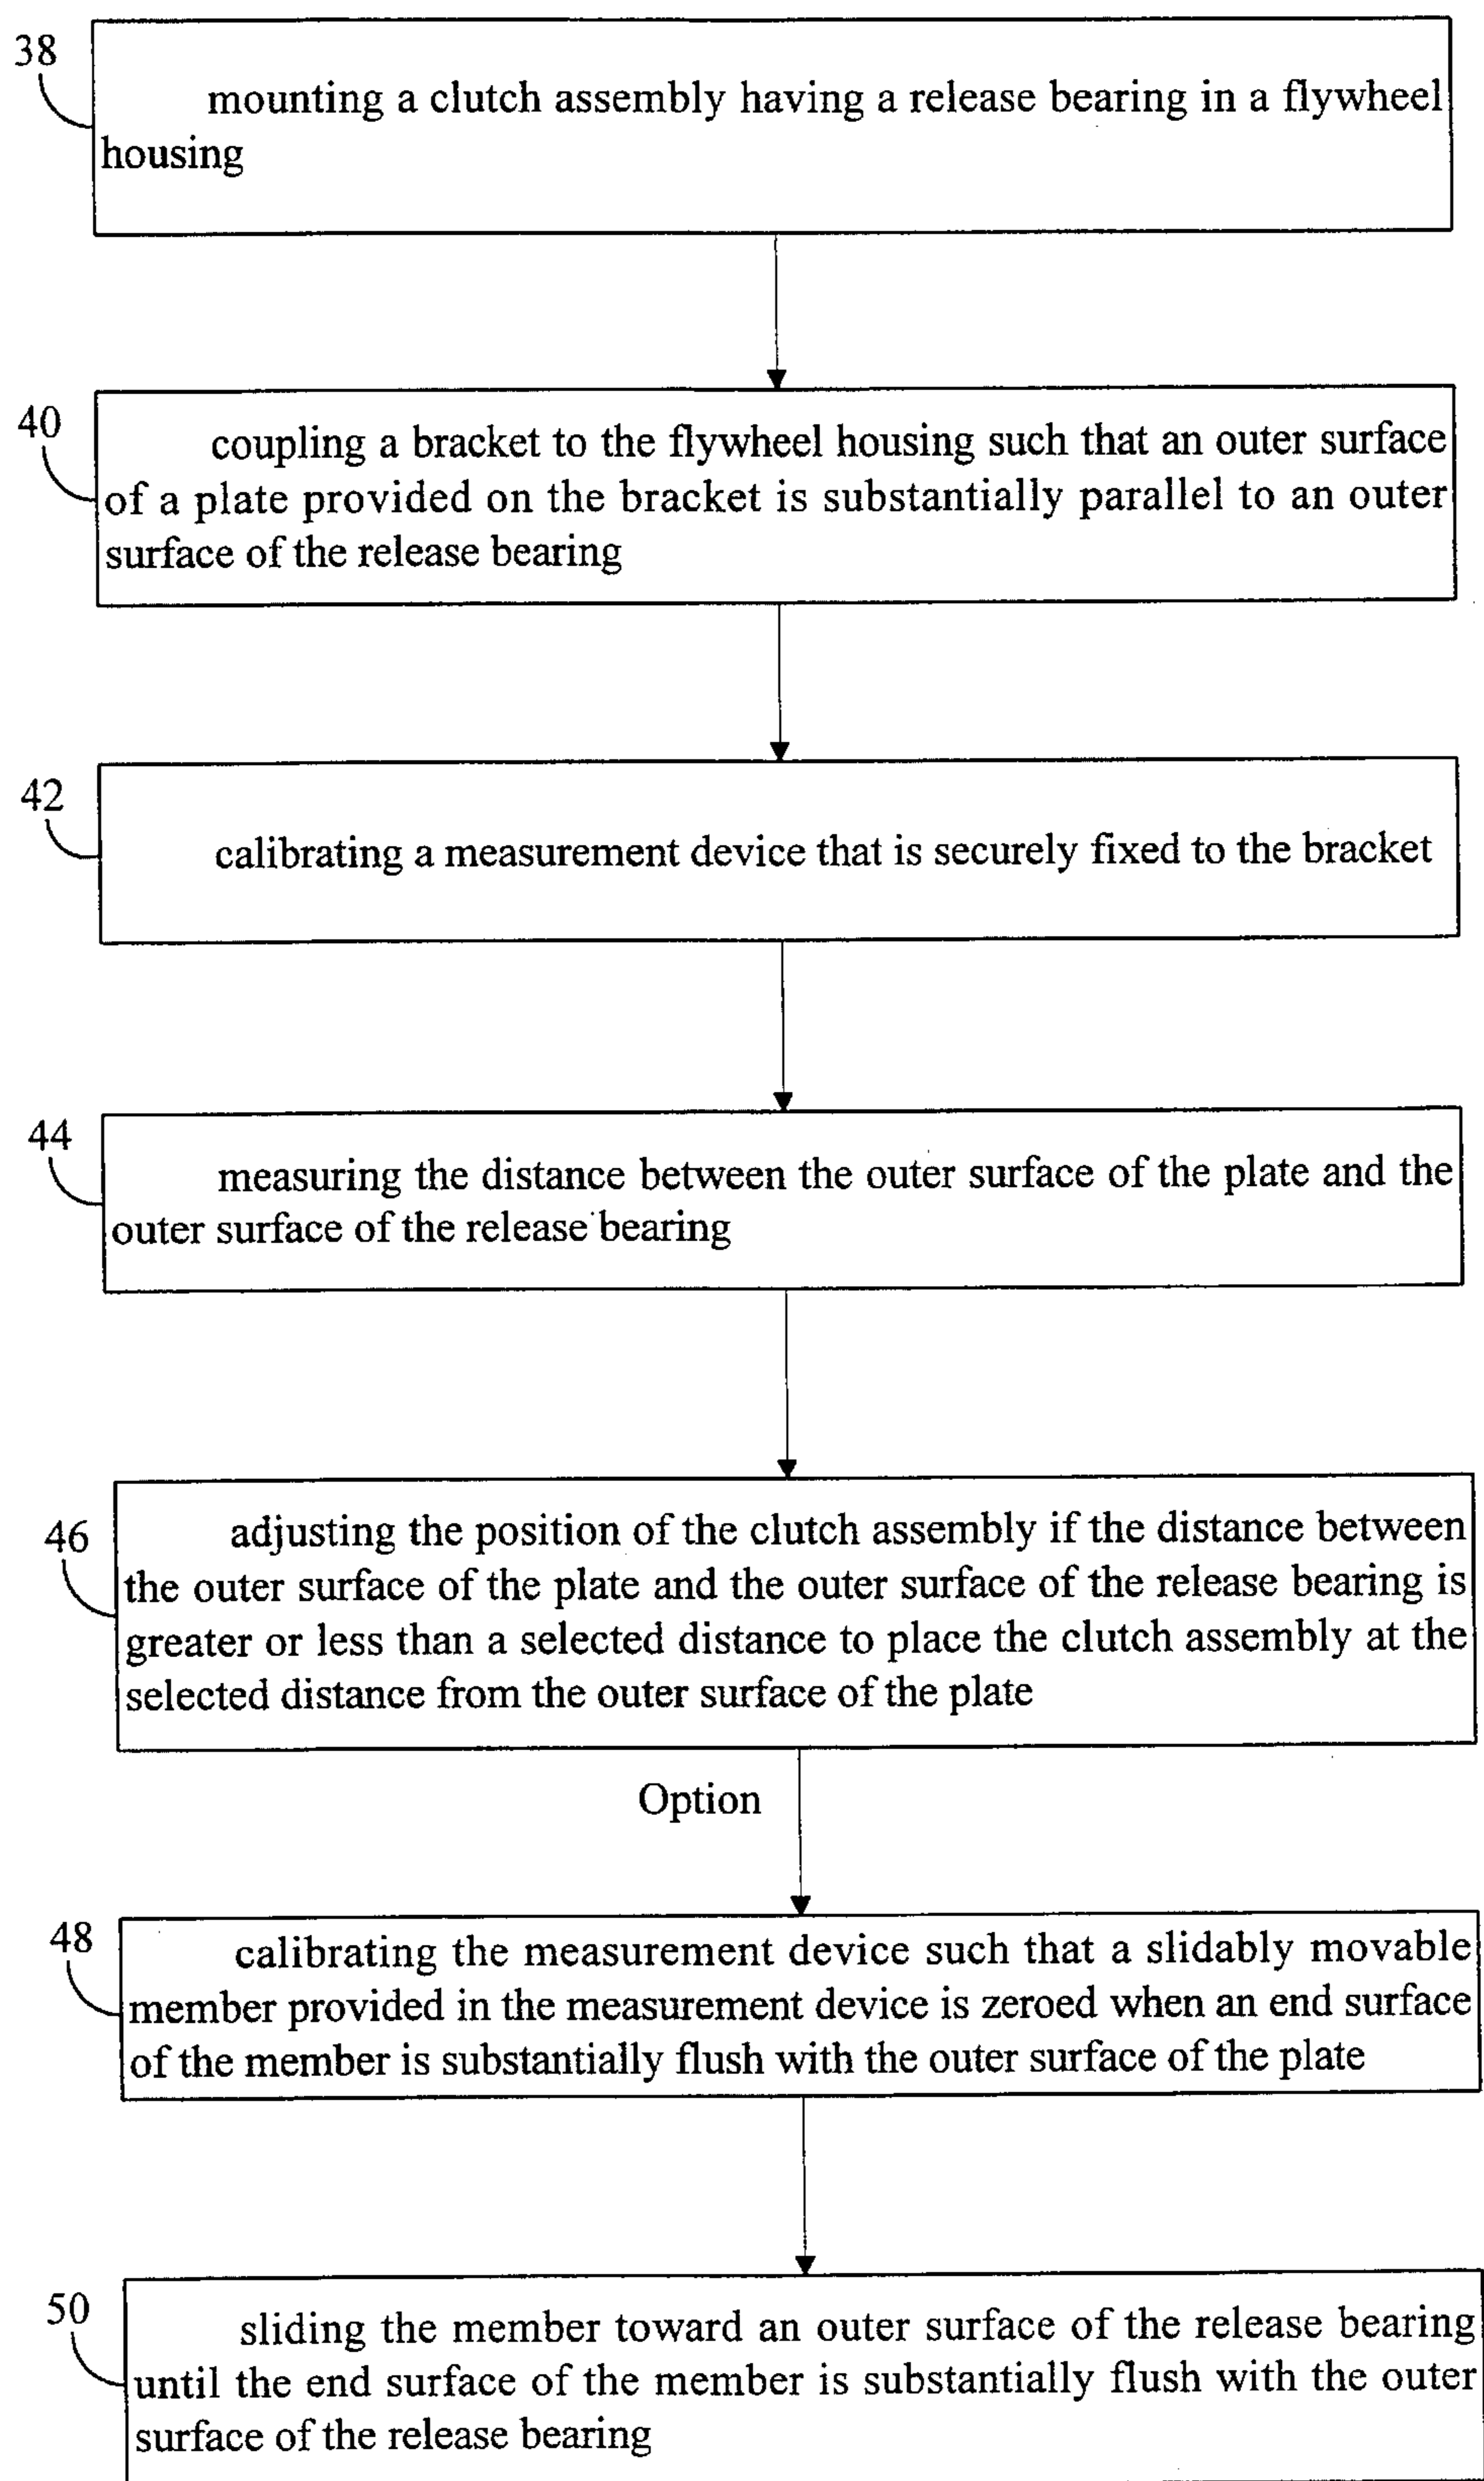 38
mounting a clutch assembly having a release bearing in a flywheel
housing
40
coupling a bracket to the flywheel housing such that an outer surface
of a plate provided on the bracket is substantially parallel to an outer
surface of the release bearing
42
calibrating a measurement device that is securely fixed to the bracket
44
measuring the distance between the outer surface of the plate and the
outer surface of the release bearing
46
adjusting the position of the clutch assembly if the distance between
the outer surface of the plate and the outer surface of the release bearing is
greater or less than a selected distance to place the clutch assembly at the
selected distance from the outer surface of the plate
Option
48
calibrating the measurement device such that a slidably movable
member provided in the measurement device is zeroed when an end surface
of the member is substantially flush with the outer surface of the plate
50
sliding the member toward an outer surface of the release bearing
until the end surface of the member is substantially flush with the outer
surface of the release bearing